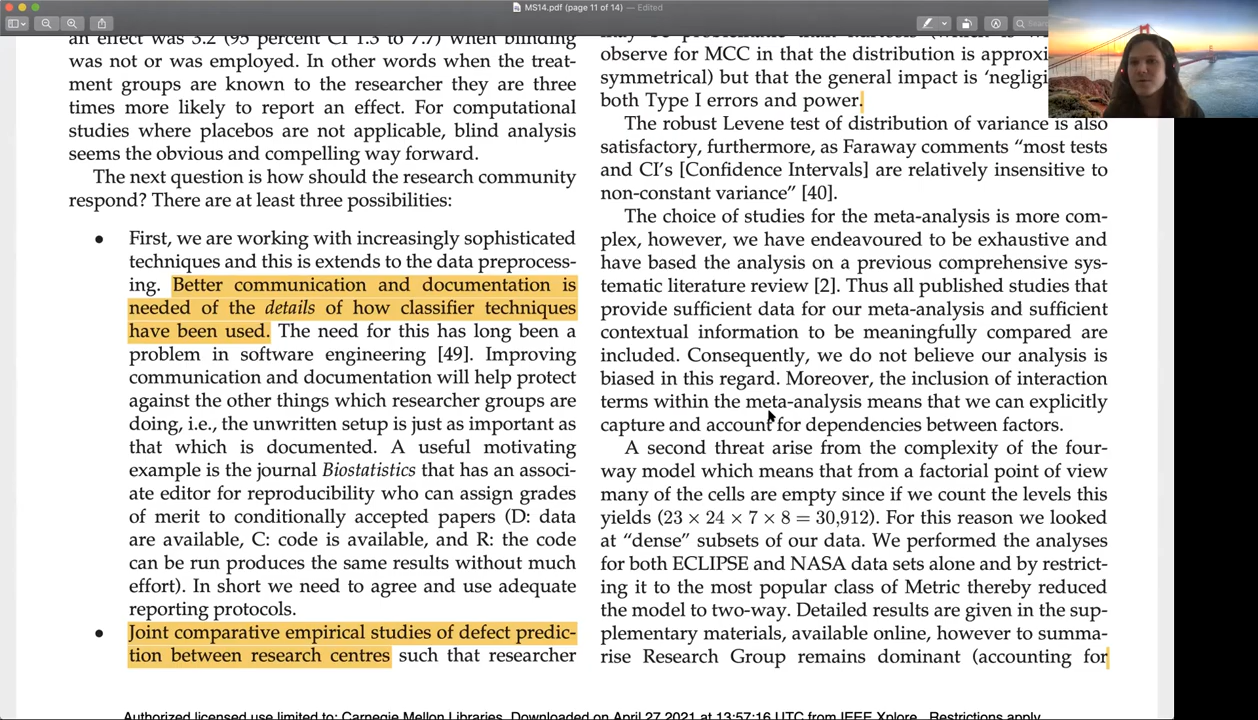 MS14.pdf (page 11 of 14) — Edited
an effect was 3.2 (95 percent CI 1.3 to 7.7) when blinding
was not or was employed. In other words when the treat-
ment groups are known to the researcher they are three
times more likely to report an effect. For computational
studies where placebos are not applicable, blind analysis
seems the obvious and compelling way forward.
The next question is how should the research community
respond? There are at least three possibilities:
• First, we are working with increasingly sophisticated
techniques and this is extends to the data preprocess-
ing. Better communication and documentation is
needed of the details of how classifier techniques
have been used. The need for this has long been a
problem in software engineering [49]. Improving
communication and documentation will help protect
against the other things which researcher groups are
doing, i.e., the unwritten setup is just as important as
that which is documented. A useful motivating
example is the journal Biostatistics that has an associ-
ate editor for reproducibility who can assign grades
of merit to conditionally accepted papers (D: data
are available, C: code is available, and R: the code
can be run produces the same results without much
effort). In short we need to agree and use adequate
reporting protocols.
• Joint comparative empirical studies of defect predic-
tion between research centres such that researcher
observe for MCC in that the distribution is approxi
symmetrical) but that the general impact is ‘negligi
both Type I errors and power.
The robust Levene test of distribution of variance is also
satisfactory, furthermore, as Faraway comments “most tests
and CI’s [Confidence Intervals] are relatively insensitive to
non-constant variance” [40].
The choice of studies for the meta-analysis is more com-
plex, however, we have endeavoured to be exhaustive and
have based the analysis on a previous comprehensive sys-
tematic literature review [2]. Thus all published studies that
provide sufficient data for our meta-analysis and sufficient
contextual information to be meaningfully compared are
included. Consequently, we do not believe our analysis is
biased in this regard. Moreover, the inclusion of interaction
terms within the meta-analysis means that we can explicitly
capture and account for dependencies between factors.
A second threat arise from the complexity of the four-
way model which means that from a factorial point of view
many of the cells are empty since if we count the levels this
yields (23 × 24 × 7 × 8 = 30,912). For this reason we looked
at “dense” subsets of our data. We performed the analyses
for both ECLIPSE and NASA data sets alone and by restrict-
ing it to the most popular class of Metric thereby reduced
the model to two-way. Detailed results are given in the sup-
plementary materials, available online, however to summa-
rise Research Group remains dominant (accounting for
Authorized licensed use limited to: Carnegie Mellon Libraries. Downloaded on April 27,2021 at 13:57:16 UTC from IEEE Xplore. Restrictions apply.